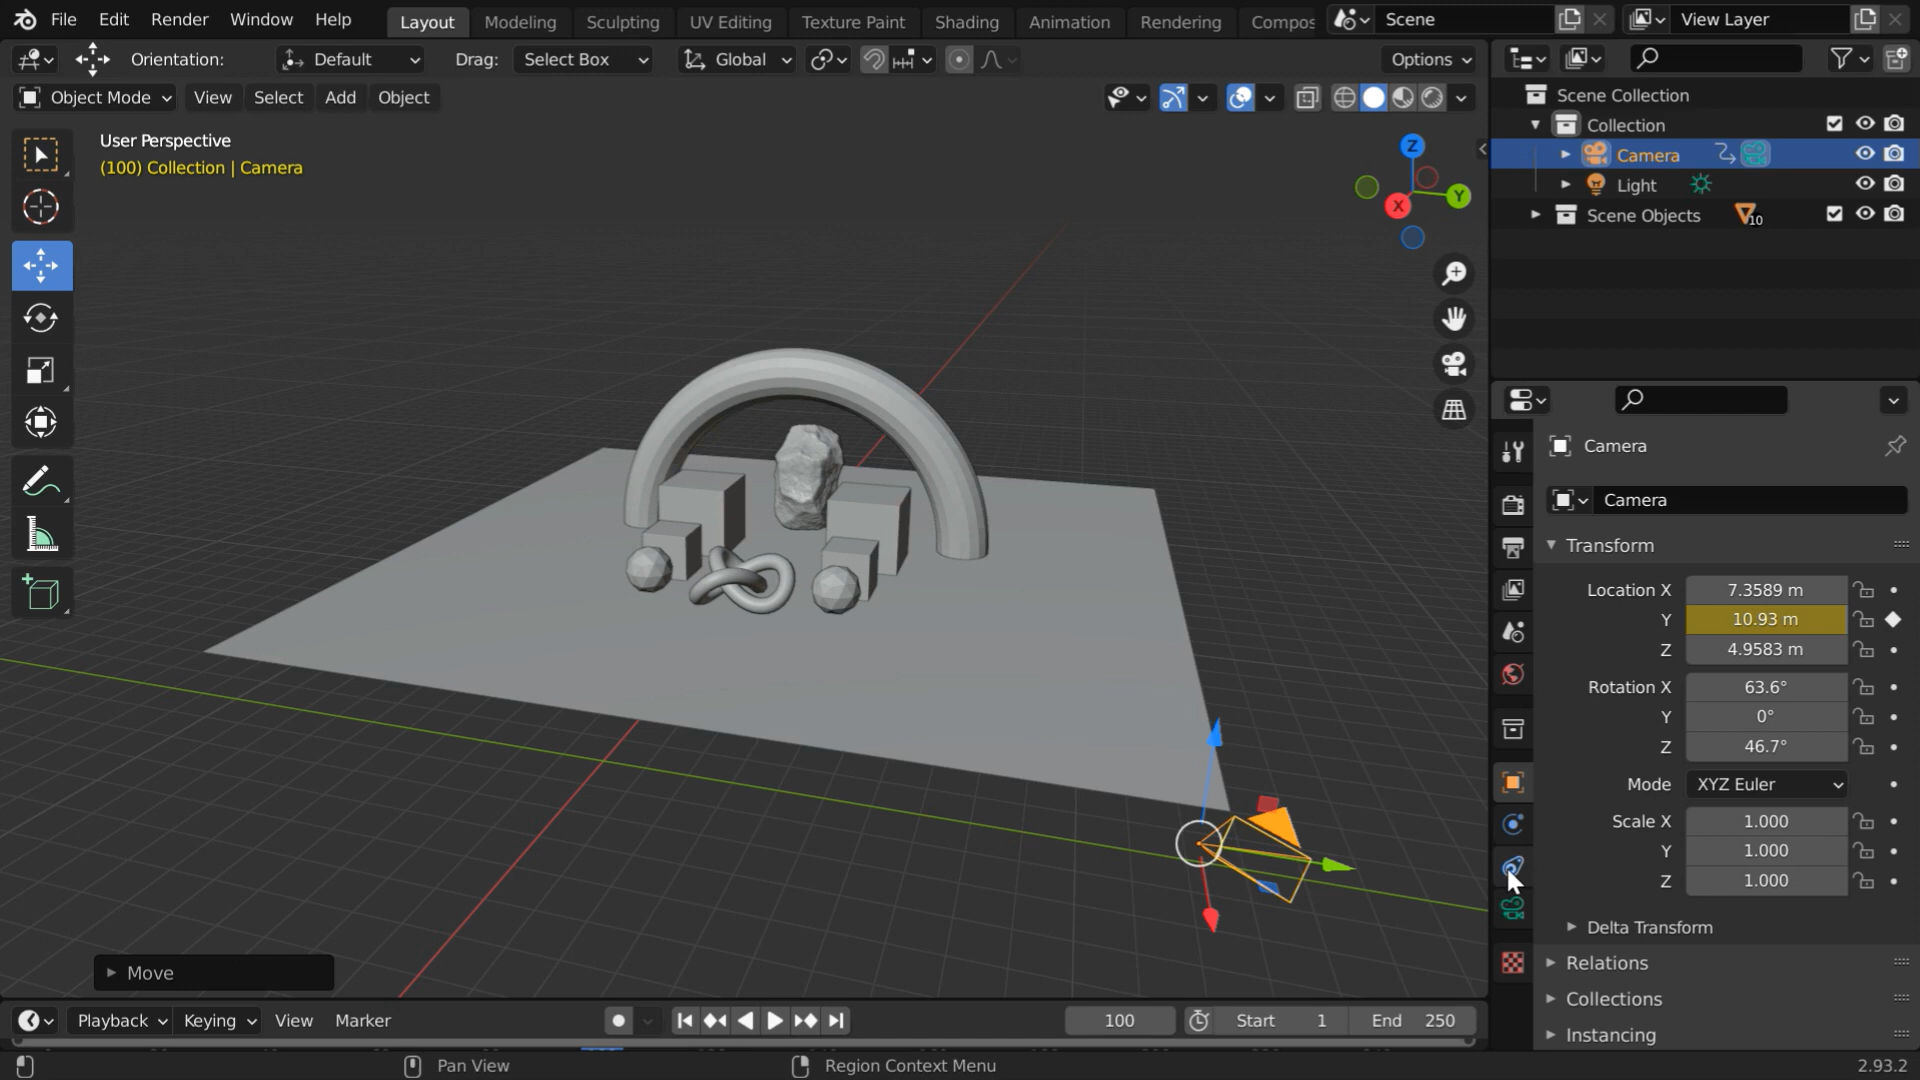 File Edit Render Window Help Layout Modeling Sculpting UV Editing Texture Paint Shading Animation Rendering Compos Scene View Layer
Orientation: Default Drag: Select Box Global Options
Object Mode View Select Add Object
User Perspective
(100) Collection | Camera
Z
Y
X
Move
Scene Collection
Collection
Camera
Light
Scene Objects 10
Camera
Camera
Transform
Location X 7.3589 m
Y 10.93 m
Z 4.9583 m
Rotation X 63.6°
Y 0°
Z 46.7°
Mode XYZ Euler
Scale X 1.000
Y 1.000
Z 1.000
Delta Transform
Relations
Collections
Instancing
Playback Keying View Marker 100 Start 1 End 250
Pan View Region Context Menu 2.93.2